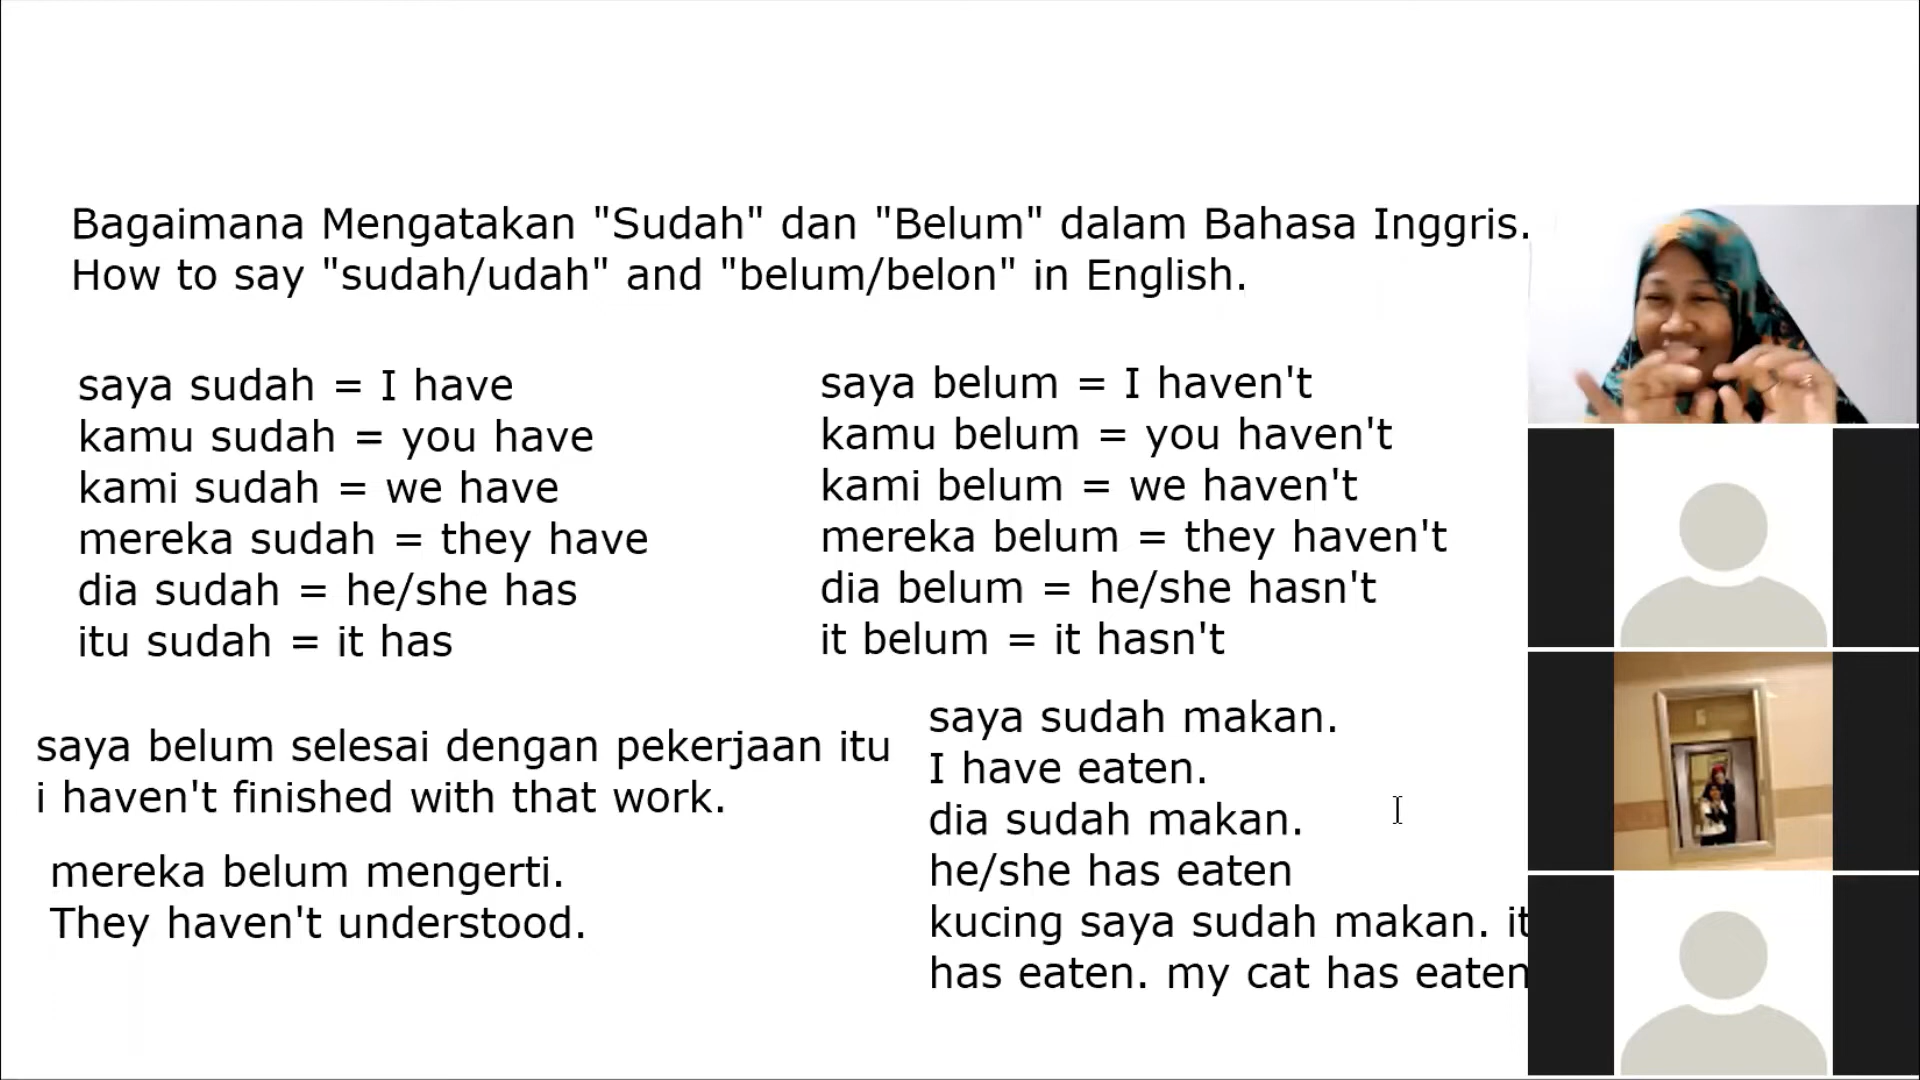 Bagaimana Mengatakan "Sudah" dan "Belum" dalam Bahasa Inggris.
How to say "sudah/udah" and "belum/belon" in English.
saya sudah = I have
kamu sudah = you have
kami sudah = we have
mereka sudah = they have
dia sudah = he/she has
itu sudah = it has
saya belum = I haven't
kamu belum = you haven't
kami belum = we haven't
mereka belum = they haven't
dia belum = he/she hasn't
it belum = it hasn't
saya belum selesai dengan pekerjaan itu
i haven't finished with that work.
mereka belum mengerti.
They haven't understood.
saya sudah makan.
I have eaten.
dia sudah makan.
he/she has eaten
kucing saya sudah makan. it
has eaten. my cat has eaten